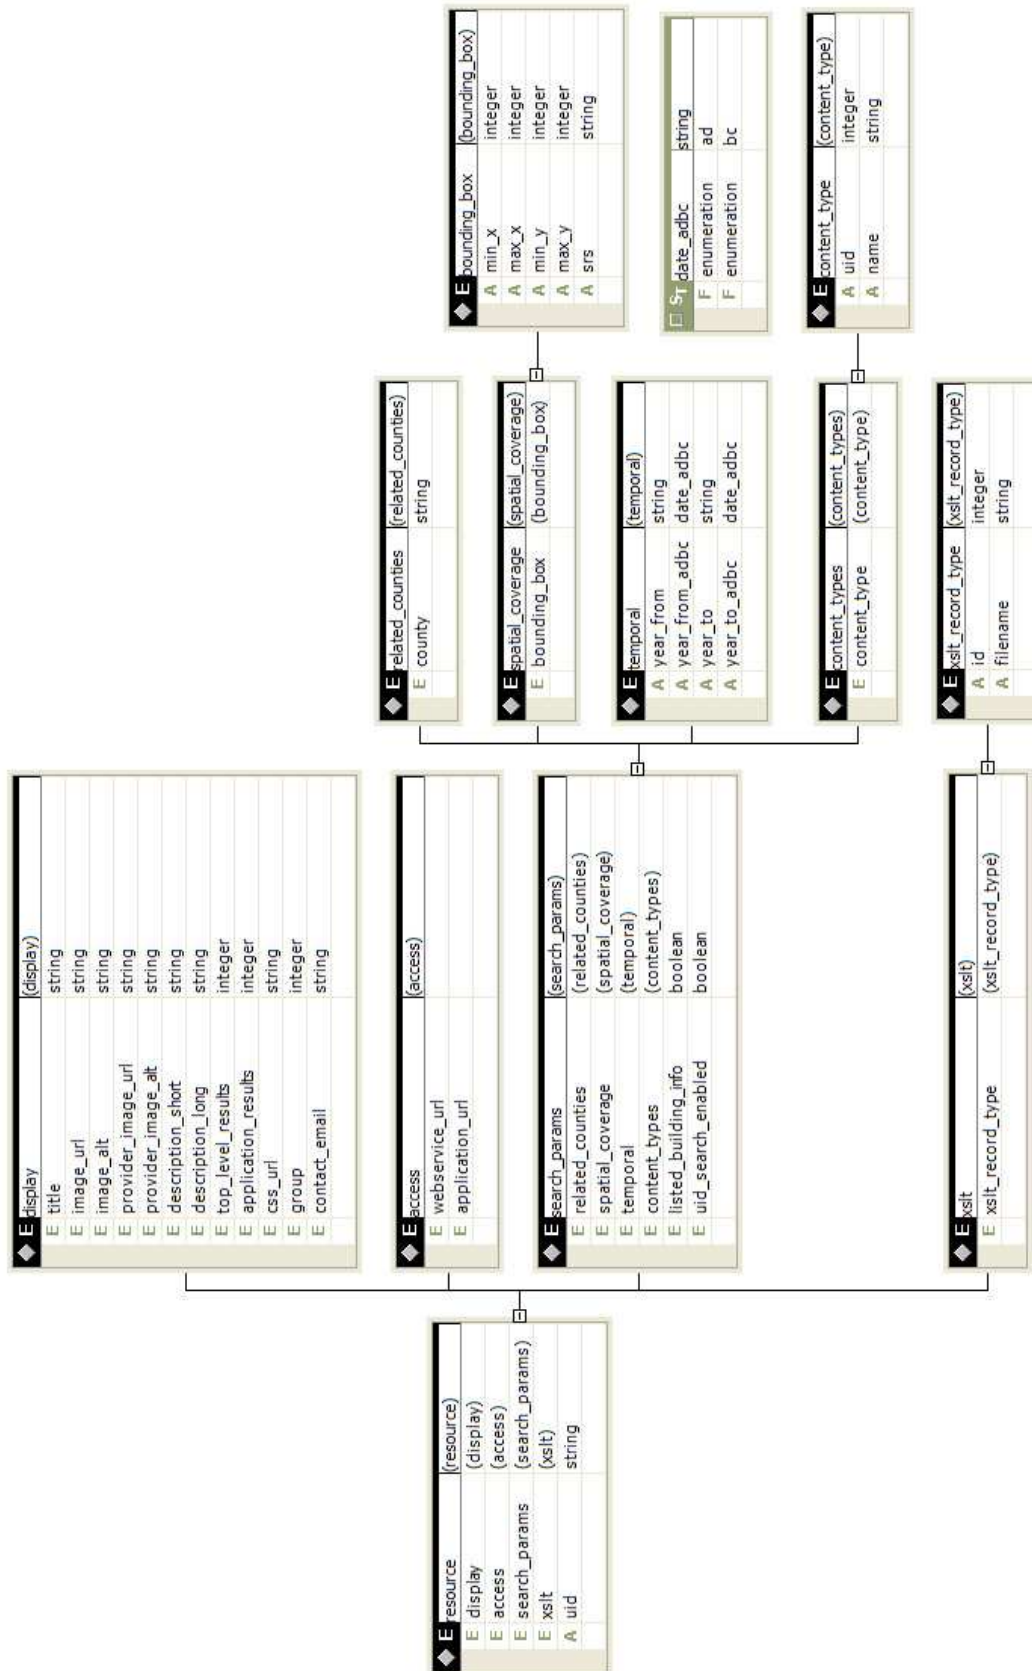 E resource (resource)
E display (display)
E access (access)
E search_params (search_params)
E xslt (xslt)
A uid string
E display (display)
E title string
E image_url string
E image_alt string
E provider_image_url string
E provider_image_alt string
E description_short string
E description_long string
E top_level_results integer
E application_results integer
E css_url string
E group integer
E contact_email string
E access (access)
E webservice_url
E application_url
E search_params (search_params)
E related_counties (related_counties)
E spatial_coverage (spatial_coverage)
E temporal (temporal)
E content_types (content_types)
E listed_building_info boolean
E uid_search_enabled boolean
E xslt (xslt)
E xslt_record_type (xslt_record_type)
E related_counties (related_counties)
E county string
E spatial_coverage (spatial_coverage)
E bounding_box (bounding_box)
E temporal (temporal)
A year_from string
A year_from_adbc date_adbc
A year_to string
A year_to_adbc date_adbc
E content_types (content_types)
E content_type (content_type)
E xslt_record_type (xslt_record_type)
A id integer
A filename string
E bounding_box (bounding_box)
A min_x integer
A max_x integer
A min_y integer
A max_y integer
A srs string
ST date_adbc string
F enumeration ad
F enumeration bc
E content_type (content_type)
A uid integer
A name string